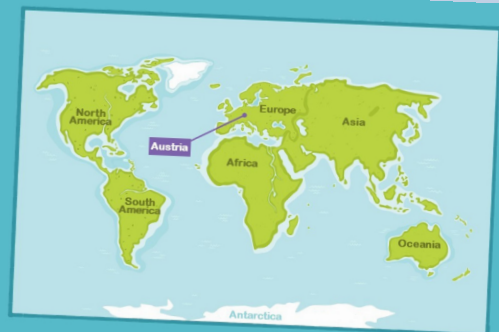 North
America
Europe
Asia
Austria
Africa
South
America
Oceania
Antarctica